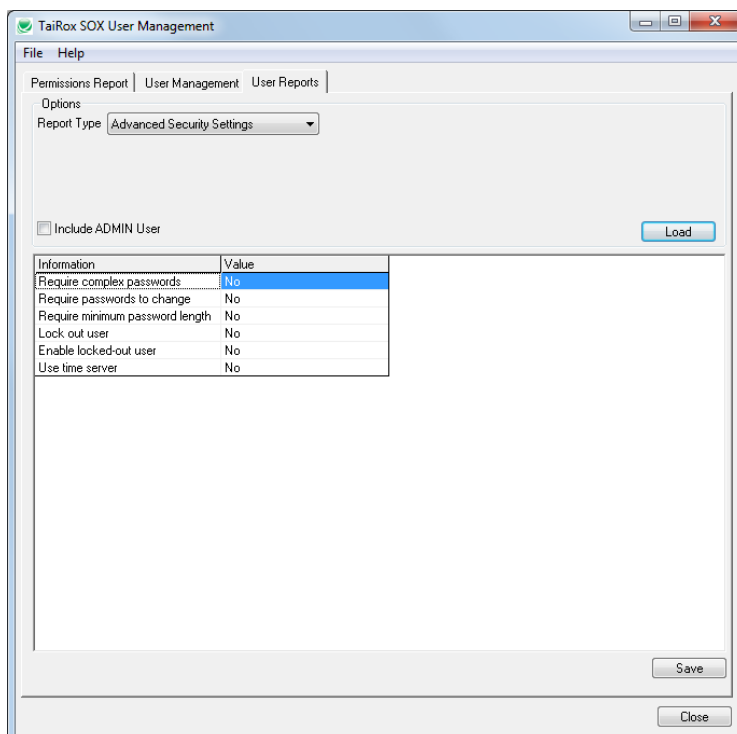 TaiRox SOX User Management
File Help
Permissions Report User Management User Reports
Options
Report Type Advanced Security Settings
Include ADMIN User
Load
Information Value
Require complex passwords No
Require passwords to change No
Require minimum password length No
Lock out user No
Enable locked-out user No
Use time server No
Save
Close